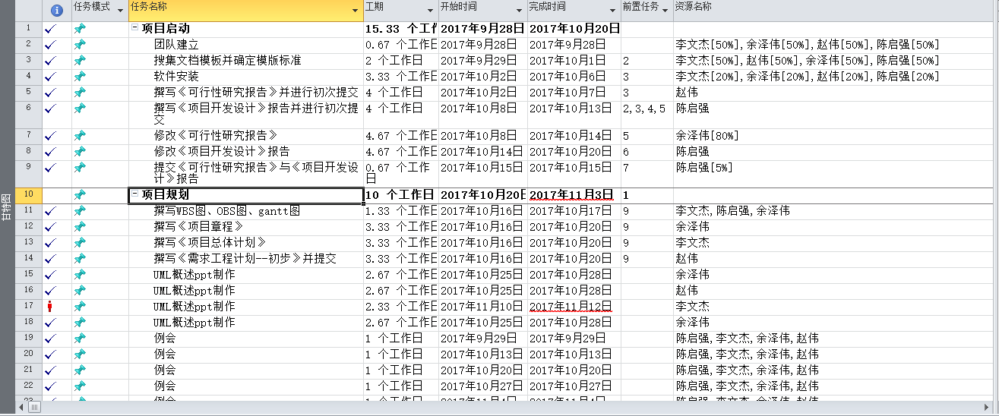 任务模式 任务名称 工期 开始时间 完成时间 前置任务 资源名称
1 项目启动 15.33 个工作 2017年9月28日 2017年10月20日
2 团队建立 0.67 个工作日 2017年9月28日 2017年9月28日 李文杰[50%],余泽伟[50%],赵伟[50%],陈启强[50%]
3 搜集文档模板并确定模版标准 2 个工作日 2017年9月29日 2017年10月1日 2 李文杰[50%],赵伟[50%],余泽伟[50%],陈启强[50%]
4 软件安装 3.33 个工作日 2017年10月2日 2017年10月6日 3 李文杰[20%],余泽伟[20%],赵伟[20%],陈启强[20%]
5 撰写《可行性研究报告》并进行初次提交 4 个工作日 2017年10月2日 2017年10月7日 3 赵伟
6 撰写《项目开发设计》报告并进行初次提 4 个工作日 2017年10月8日 2017年10月13日 2,3,4,5 陈启强
交
7 修改《可行性研究报告》 4.67 个工作日 2017年10月8日 2017年10月14日 5 余泽伟[80%]
8 修改《项目开发设计》报告 4.67 个工作日 2017年10月14日 2017年10月20日 6 陈启强
9 提交《可行性研究报告》与《项目开发设 0.67 个工作 2017年10月15日 2017年10月15日 7 陈启强[5%]
计》报告 日
10 项目规划 10 个工作日 2017年10月20日 2017年11月3日 1
11 撰写WBS图、OBS图、gantt图 1.33 个工作日 2017年10月16日 2017年10月17日 9 李文杰,陈启强,余泽伟
12 撰写《项目章程》 3.33 个工作日 2017年10月16日 2017年10月20日 9 余泽伟
13 撰写《项目总体计划》 3.33 个工作日 2017年10月16日 2017年10月20日 9 李文杰
14 撰写《需求工程计划--初步》并提交 3.33 个工作日 2017年10月16日 2017年10月20日 9 赵伟
15 UML概述ppt制作 2.67 个工作日 2017年10月25日 2017年10月28日 余泽伟
16 UML概述ppt制作 2.67 个工作日 2017年10月25日 2017年10月28日 赵伟
17 UML概述ppt制作 2.33 个工作日 2017年11月10日 2017年11月12日 李文杰
18 UML概述ppt制作 2.67 个工作日 2017年10月25日 2017年10月28日 余泽伟
19 例会 1 个工作日 2017年9月29日 2017年9月29日 陈启强,李文杰,余泽伟,赵伟
20 例会 1 个工作日 2017年10月13日 2017年10月13日 陈启强,李文杰,余泽伟,赵伟
21 例会 1 个工作日 2017年10月20日 2017年10月20日 陈启强,李文杰,余泽伟,赵伟
22 例会 1 个工作日 2017年10月27日 2017年10月27日 陈启强,李文杰,余泽伟,赵伟
23 例会 1 个工作日 2017年11月4日 2017年11月4日 陈启强,李文杰,余泽伟,赵伟
甘特图